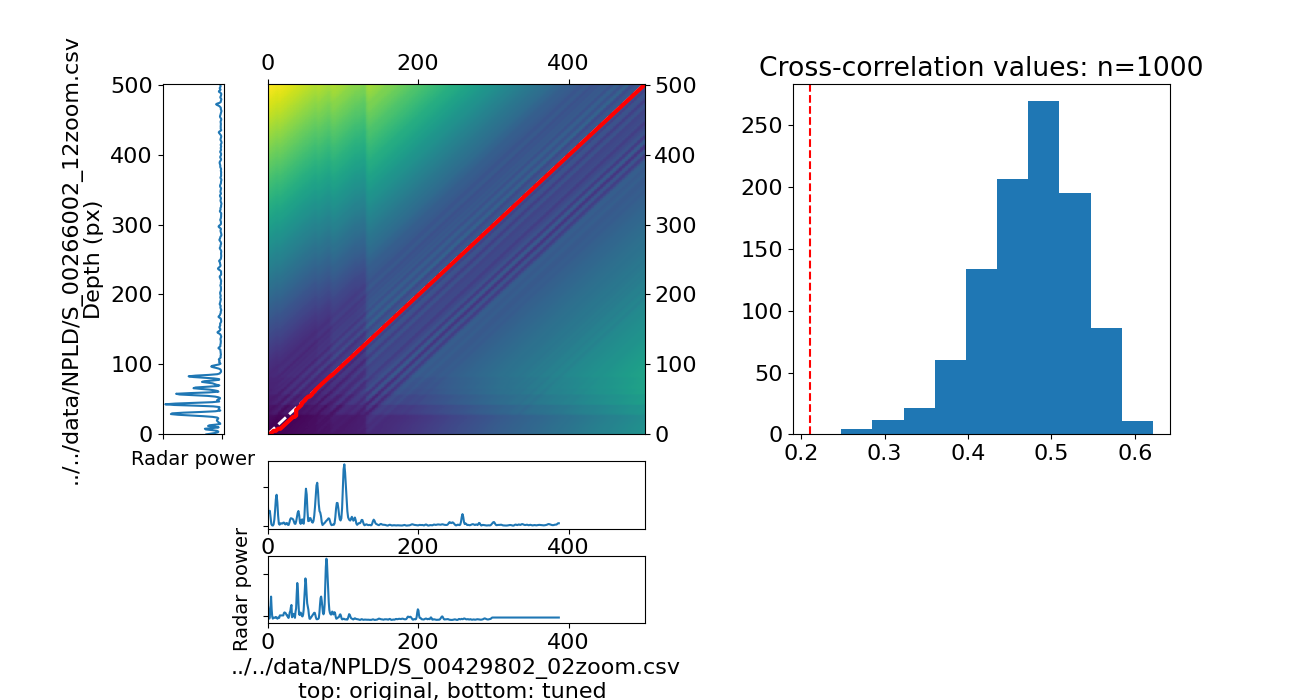 ../../data/NPLD/S_00266002_12zoom.csv
Depth (px)
0
100
200
300
400
500
Radar power
0 200 400
500
400
300
200
100
0
Cross-correlation values: n=1000
250
200
150
100
50
0
0.2 0.3 0.4 0.5 0.6
0 200 400
Radar power
0 200 400
../../data/NPLD/S_00429802_02zoom.csv
top: original, bottom: tuned